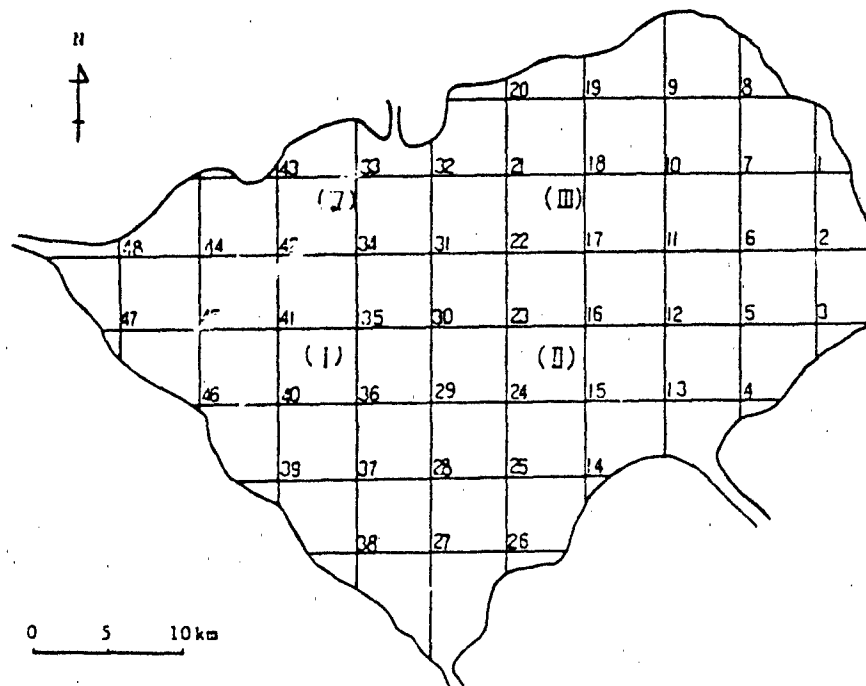 N
20 19 9 8
43 33 32 21 18 10 7 1
(III)
48 44 34 31 22 17 11 6 2
47 41 35 30 23 16 12 5 3
(I) (II)
46 40 36 29 24 15 13 4
39 37 28 25 14
38 27 26
0 5 10 km